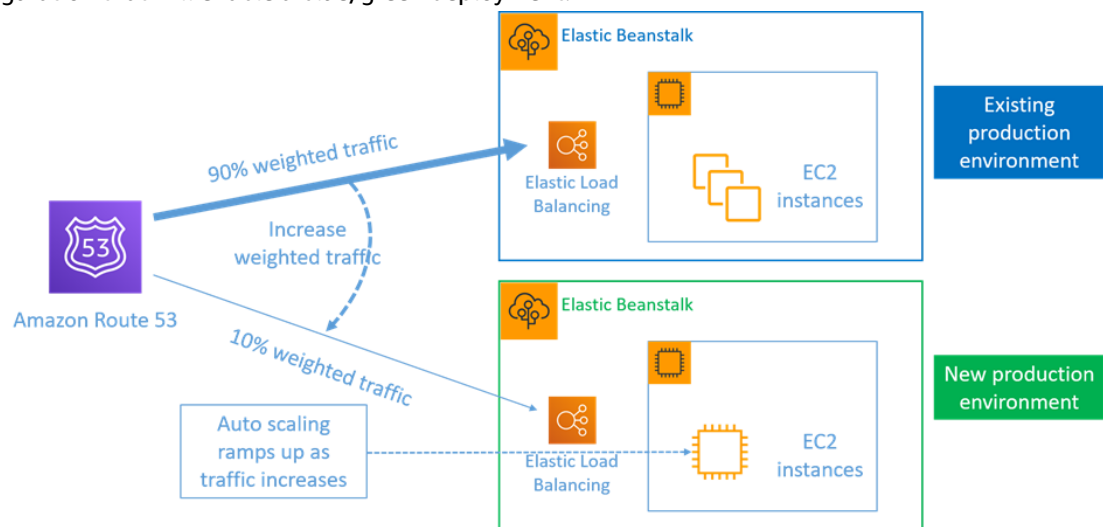 Elastic Beanstalk
Existing
production
environment
90% weighted traffic
Elastic Load
Balancing
EC2
instances
Increase
weighted traffic
53
Amazon Route 53
Elastic Beanstalk
10% weighted traffic
New production
environment
Auto scaling
ramps up as
traffic increases
Elastic Load
Balancing
EC2
instances